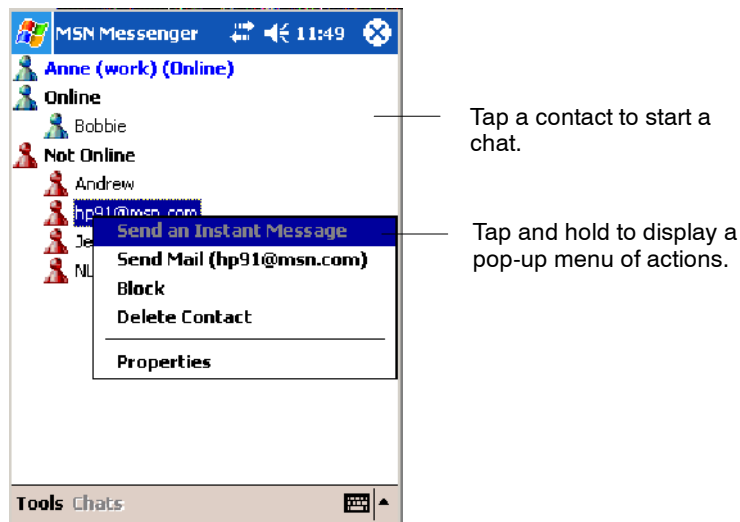 MSN Messenger 11:49
Anne (work) (Online)
Online
Bobbie
Not Online
Andrew
hp91@msn.com
Send an Instant Message
Send Mail (hp91@msn.com)
Block
Delete Contact
Properties
Tools Chats
Tap a contact to start a
chat.
Tap and hold to display a
pop-up menu of actions.